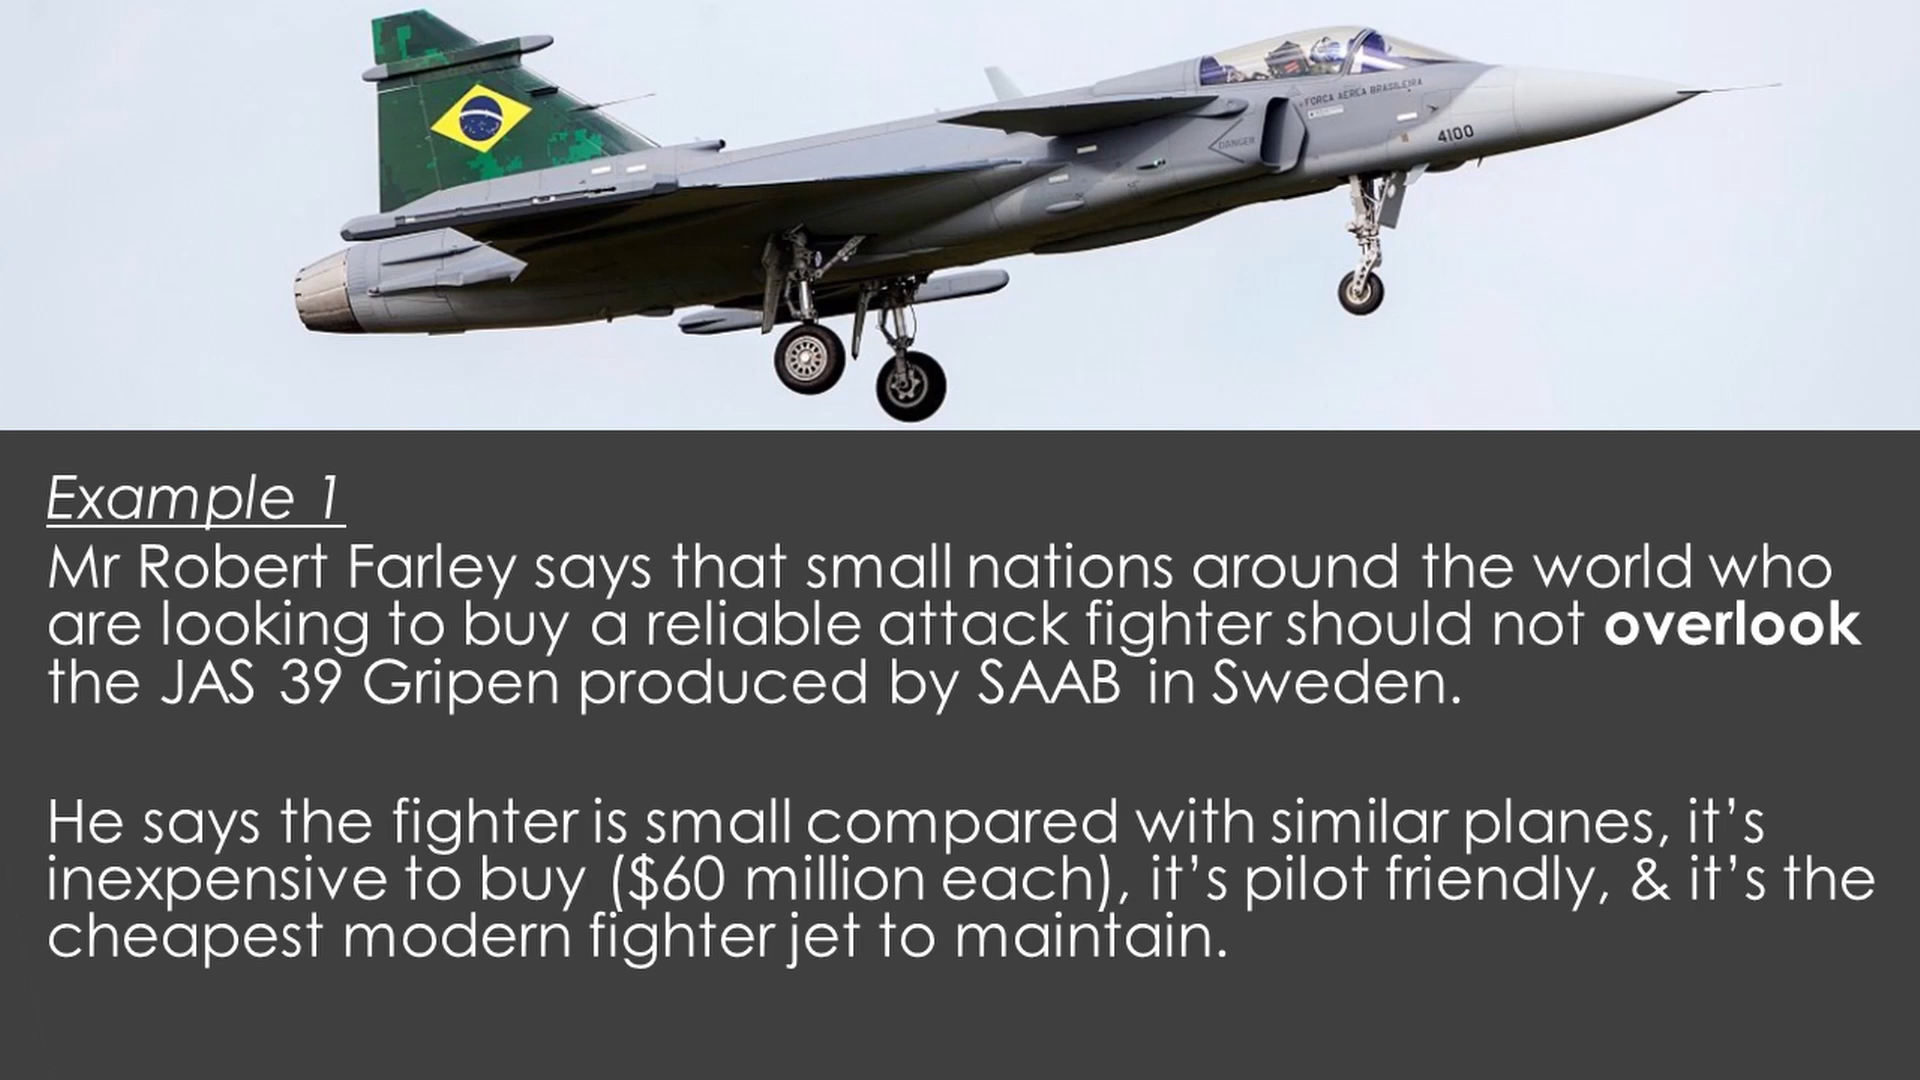 FORÇA AÉREA BRASILEIRA
DANGER
4100
Example 1
Mr Robert Farley says that small nations around the world who
are looking to buy a reliable attack fighter should not overlook
the JAS 39 Gripen produced by SAAB in Sweden.
He says the fighter is small compared with similar planes, it’s
inexpensive to buy ($60 million each), it’s pilot friendly, & it’s the
cheapest modern fighter jet to maintain.